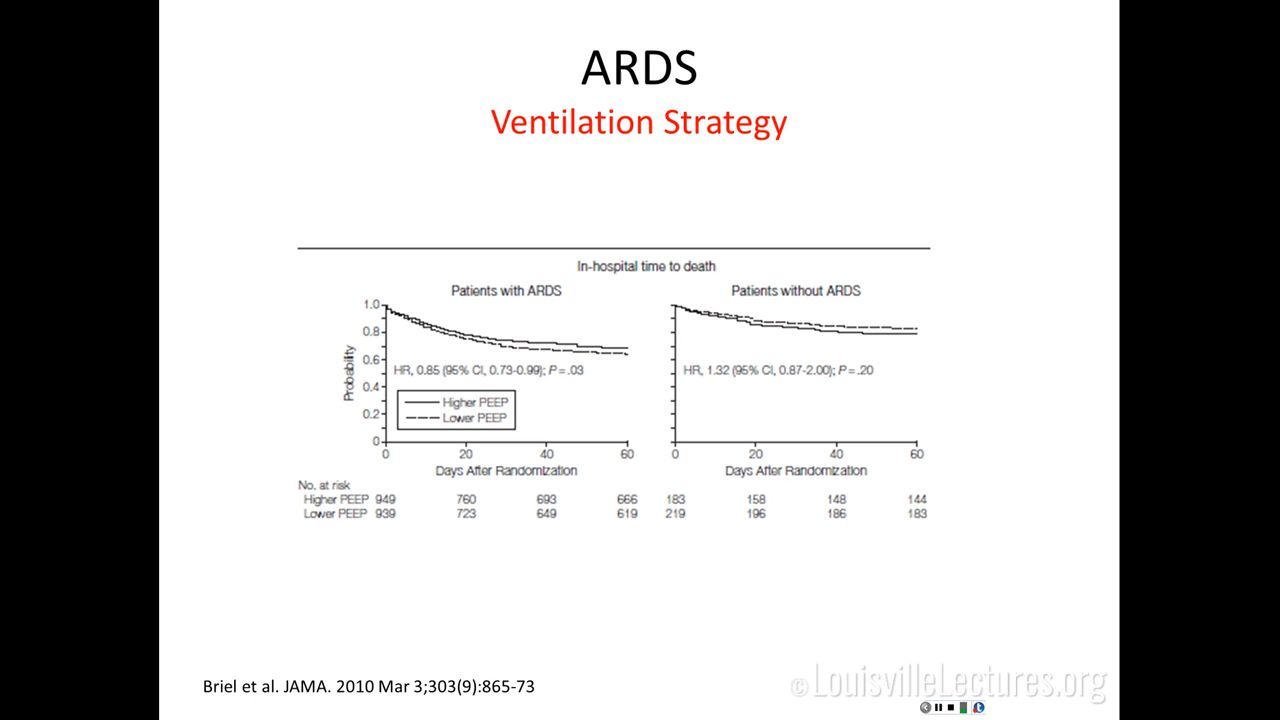 ARDS
Ventilation Strategy
In-hospital time to death
Patients with ARDS
1.0
0.8
0.6
0.4
0.2
0
Probability
HR, 0.85 (95% CI, 0.73-0.99); P=.03
Higher PEEP
Lower PEEP
0 20 40 60
Days After Randomization
Patients without ARDS
HR, 1.32 (95% CI, 0.87-2.00); P=.20
0 20 40 60
Days After Randomization
No. at risk
Higher PEEP 949 760 693 666 183 158 148 144
Lower PEEP 939 723 649 619 219 196 186 183
Briel et al. JAMA. 2010 Mar 3;303(9):865-73
© LouisvilleLectures.org